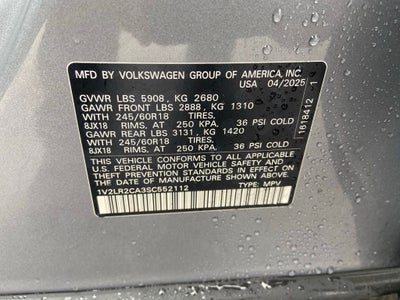 MFD BY VOLKSWAGEN GROUP OF AMERICA, INC.
USA 04/2025
GVWR LBS 5908, KG 2680
GAWR FRONT LBS 2888, KG 1310
WITH 245/60R18 TIRES,
8JX18 RIMS, AT 250 KPA, 36 PSI COLD
GAWR REAR LBS 3131, KG 1420
WITH 245/60R18 TIRES,
8JX18 RIMS, AT 250 KPA, 36 PSI COLD
THIS VEHICLE CONFORMS TO ALL APPLICABLE
U.S. FEDERAL MOTOR VEHICLE SAFETY AND
THEFT PREVENTION STANDARDS IN EFFECT ON
THE DATE OF MANUFACTURE SHOWN ABOVE.
1V2LR2CA3SC552112 TYPE: MPV
1618412 1